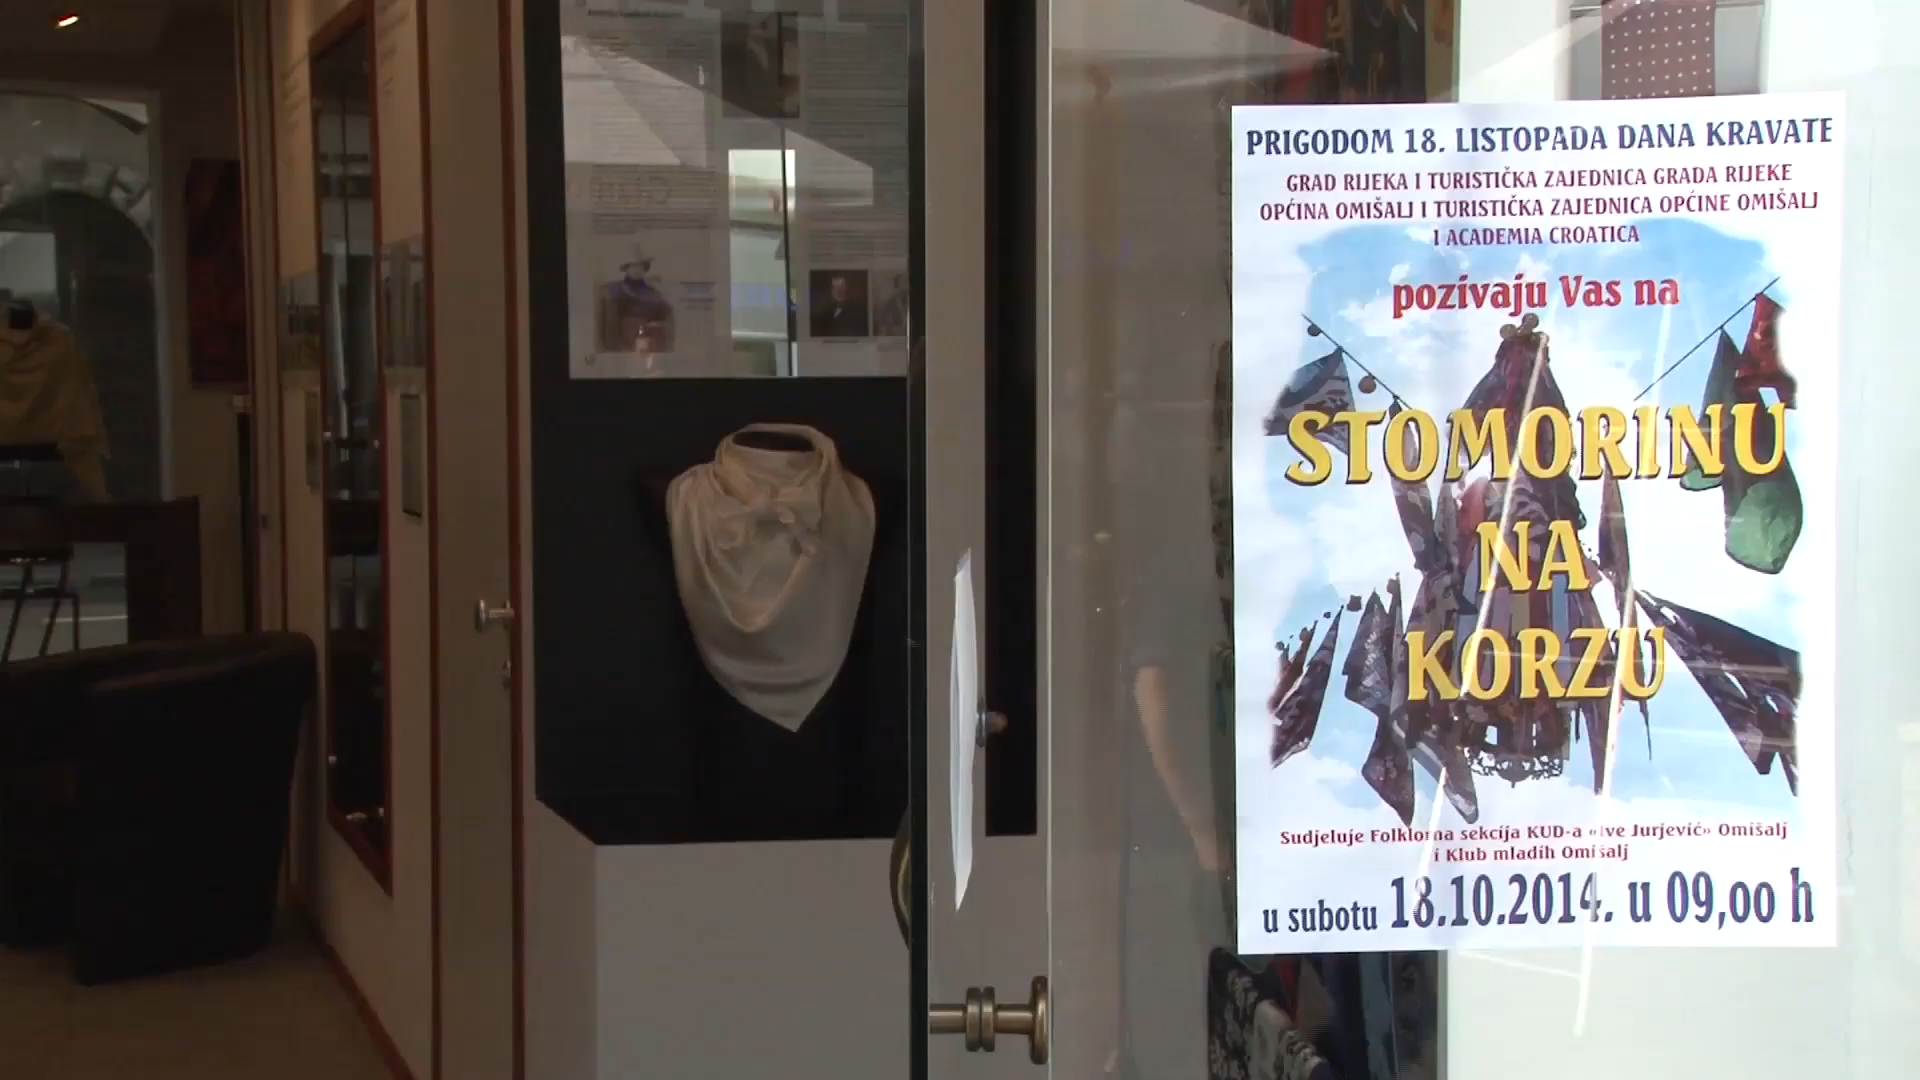 PRIGODOM 18. LISTOPADA DANA KRAVATE
GRAD RIJEKA I TURISTIČKA ZAJEDNICA GRADA RIJEKE
OPĆINA OMIŠALJ I TURISTIČKA ZAJEDNICA OPĆINE OMIŠALJ
I ACADEMIA CROATICA
pozivaju Vas na
STOMORINU
NA
KORZU
Sudjeluje Folklorna sekcija KUD-a «Ive Jurjević» Omišalj
i Klub mladih Omišalj
u subotu 18.10.2014. u 09,00 h